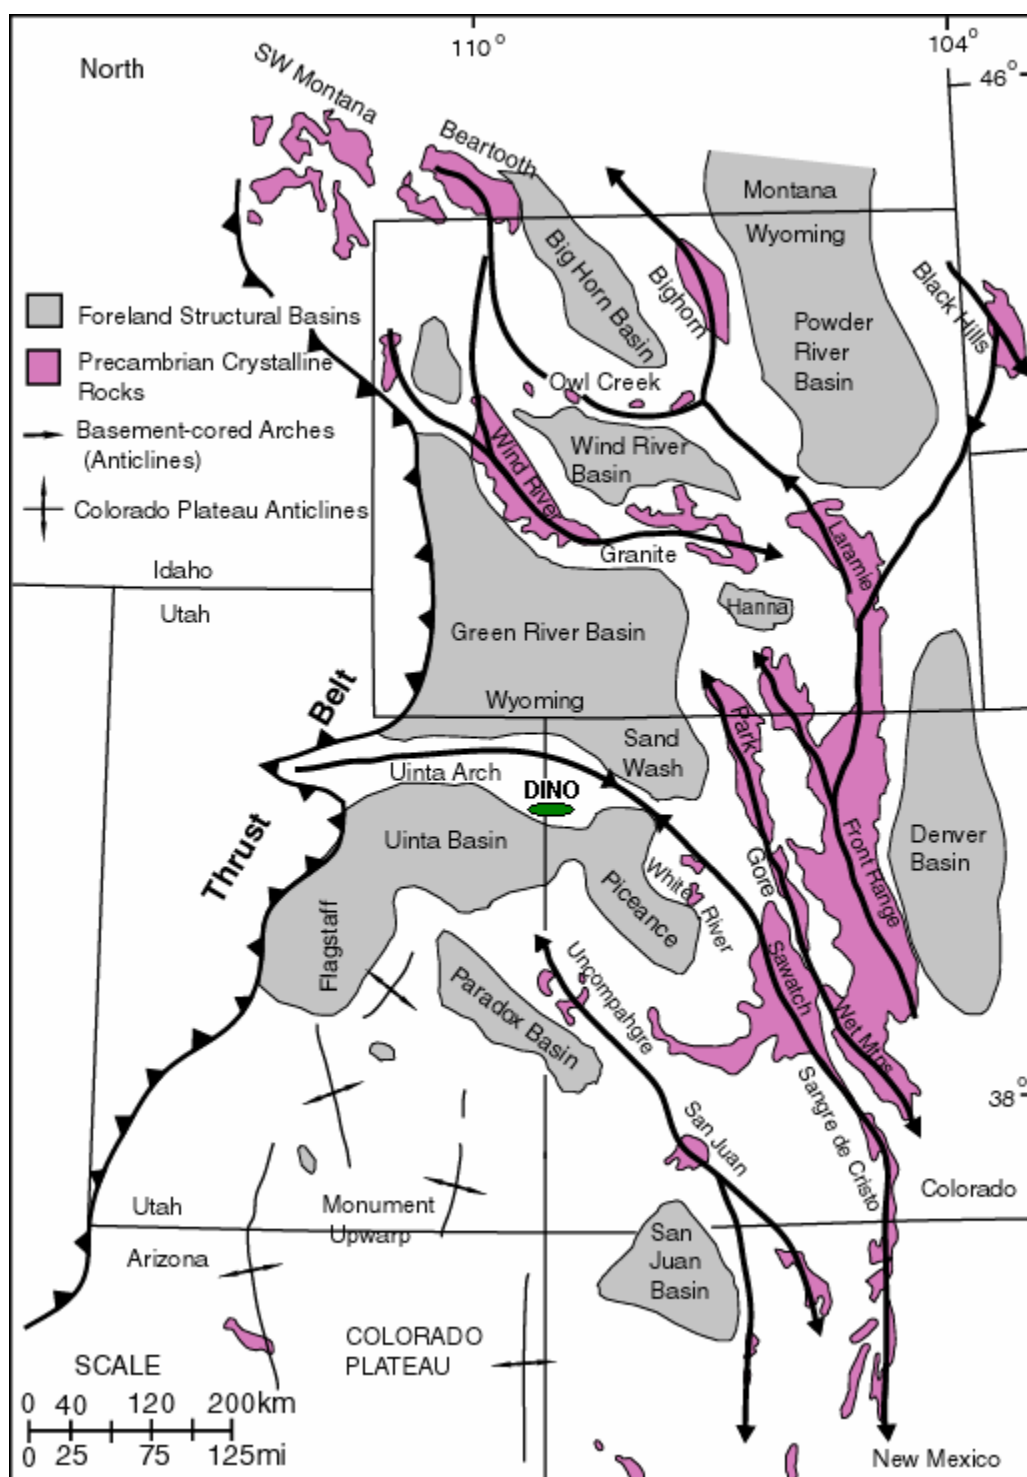 110°
104°
North
46°
SW Montana
Beartooth
Montana
Wyoming
Big Horn Basin
Bighorn
Black Hills
Foreland Structural Basins
Powder
River
Basin
Precambrian Crystalline
Rocks
Owl Creek
Basement-cored Arches
(Anticlines)
Wind River
Wind River
Basin
Colorado Plateau Anticlines
Granite
Laramie
Idaho
Utah
Hanna
Green River Basin
Wyoming
Thrust Belt
Park
Sand
Wash
Uinta Arch
DINO
Uinta Basin
Denver
Basin
Front Range
Gore
White River
Piceance
Flagstaff
Sawatch
Uncompahgre
Paradox Basin
Wet Mtns
38°
Sangre de Cristo
San Juan
Colorado
Utah
Monument
Upwarp
Arizona
San
Juan
Basin
COLORADO
PLATEAU
SCALE
0 40 120 200km
0 25 75 125mi
New Mexico